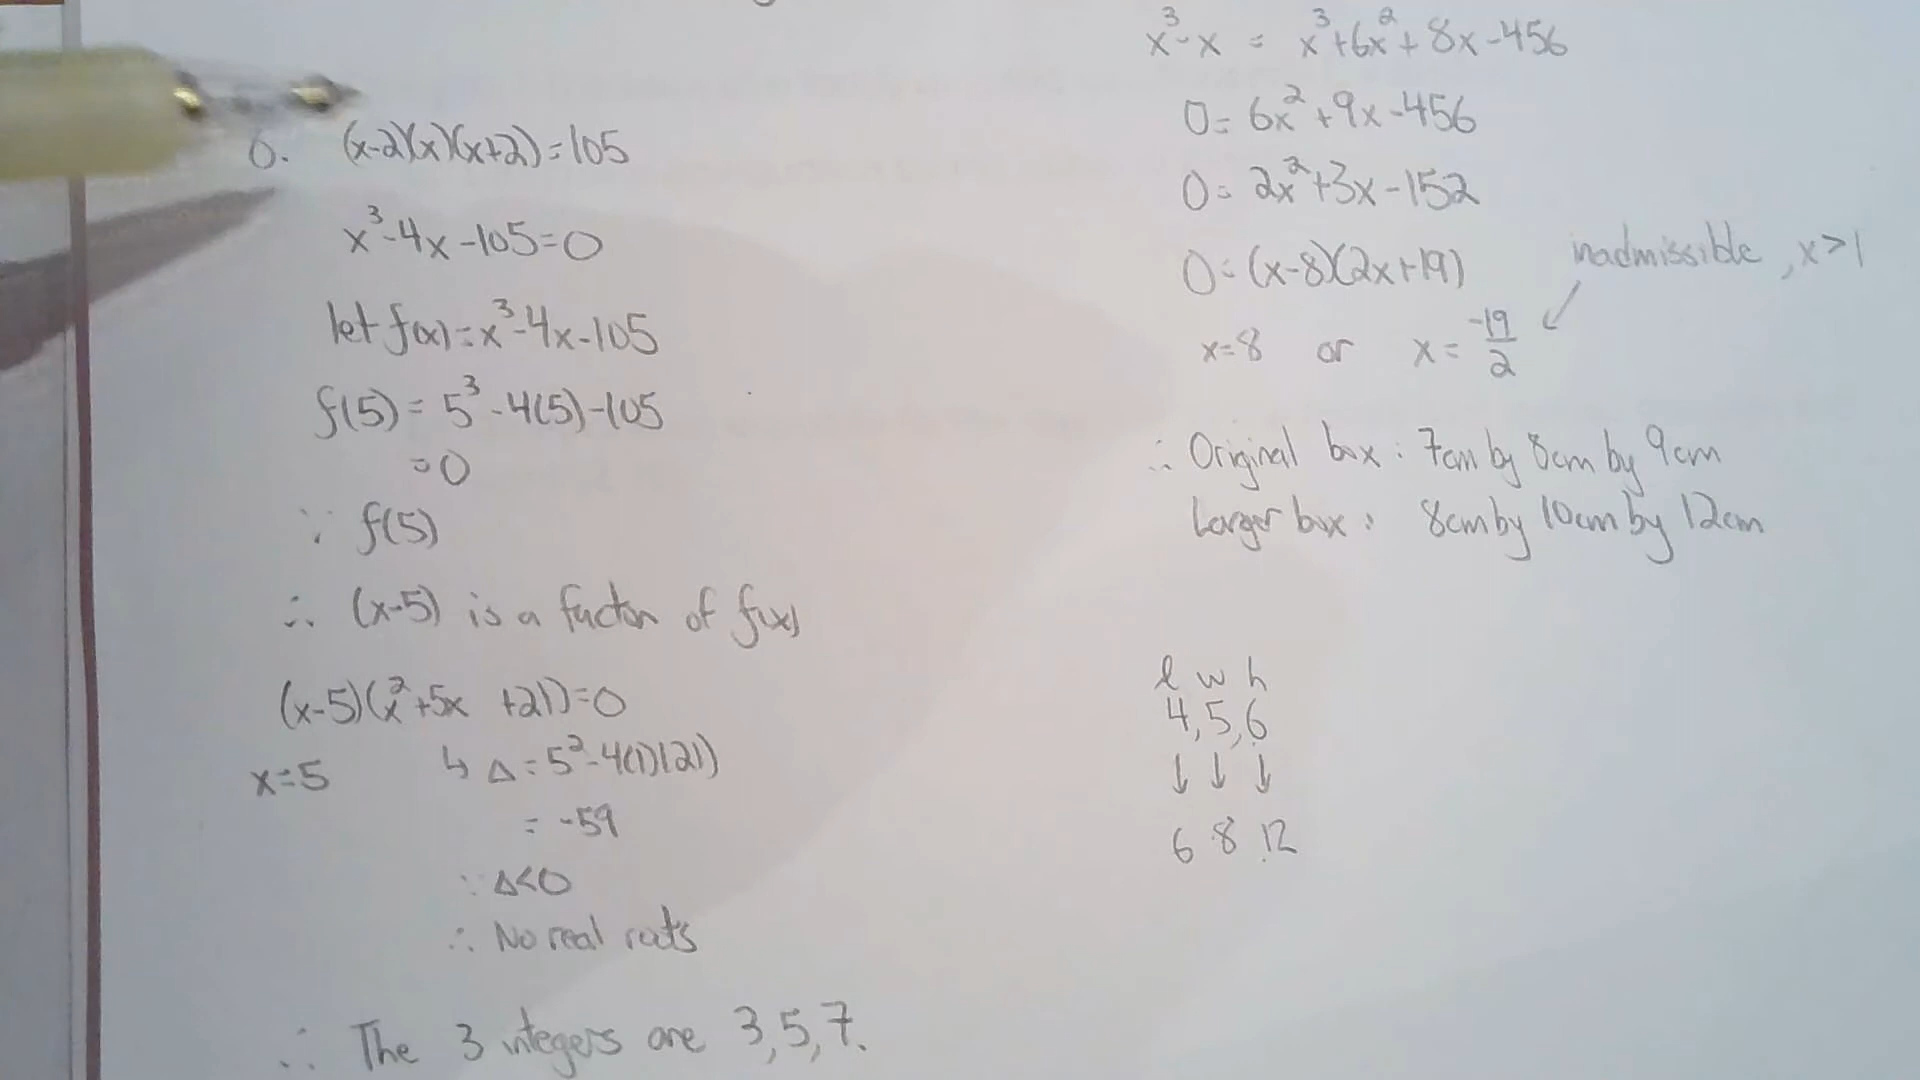 6. (x-2)(x)(x+2)=105
x³-4x-105=0
let f(x)=x³-4x-105
f(5)= 5³-4(5)-105
=0
∵ f(5)
∴ (x-5) is a factor of f(x)
(x-5)(x²+5x +21)=0
x=5 ↳ Δ=5²-4(1)(21)
= -59
∵ Δ<0
∴ No real roots
∴ The 3 integers are 3,5,7.
x³-x = x³+6x²+8x-456
0= 6x²+9x-456
0= 2x²+3x-152
0=(x-8)(2x+19)
inadmissible, x>1
x=8 or x= -19/2
∴ Original box: 7cm by 8cm by 9cm
Larger box: 8cm by 10cm by 12cm
l w h
4,5,6
↓ ↓ ↓
6 8 12